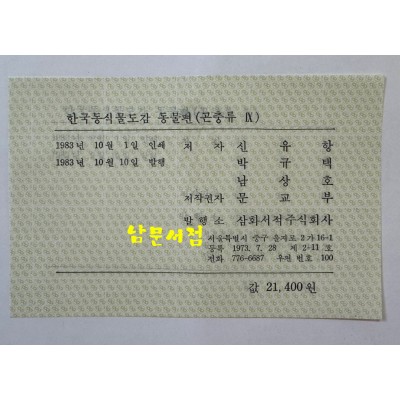 한국동식물도감 동물편(곤충류 Ⅸ)
1983년 10월 1일 인쇄 저 자 신 유 항
1983년 10월 10일 발행 박 규 택
남 상 호
저작권자 문 교 부
발 행 소 삼화서적주식회사
남문서점
서울특별시 중구 을지로 2가 16-1
등록 1973. 7. 28 제 2-11 호
전화 776-6687 우편 번호 100
값 21,400원